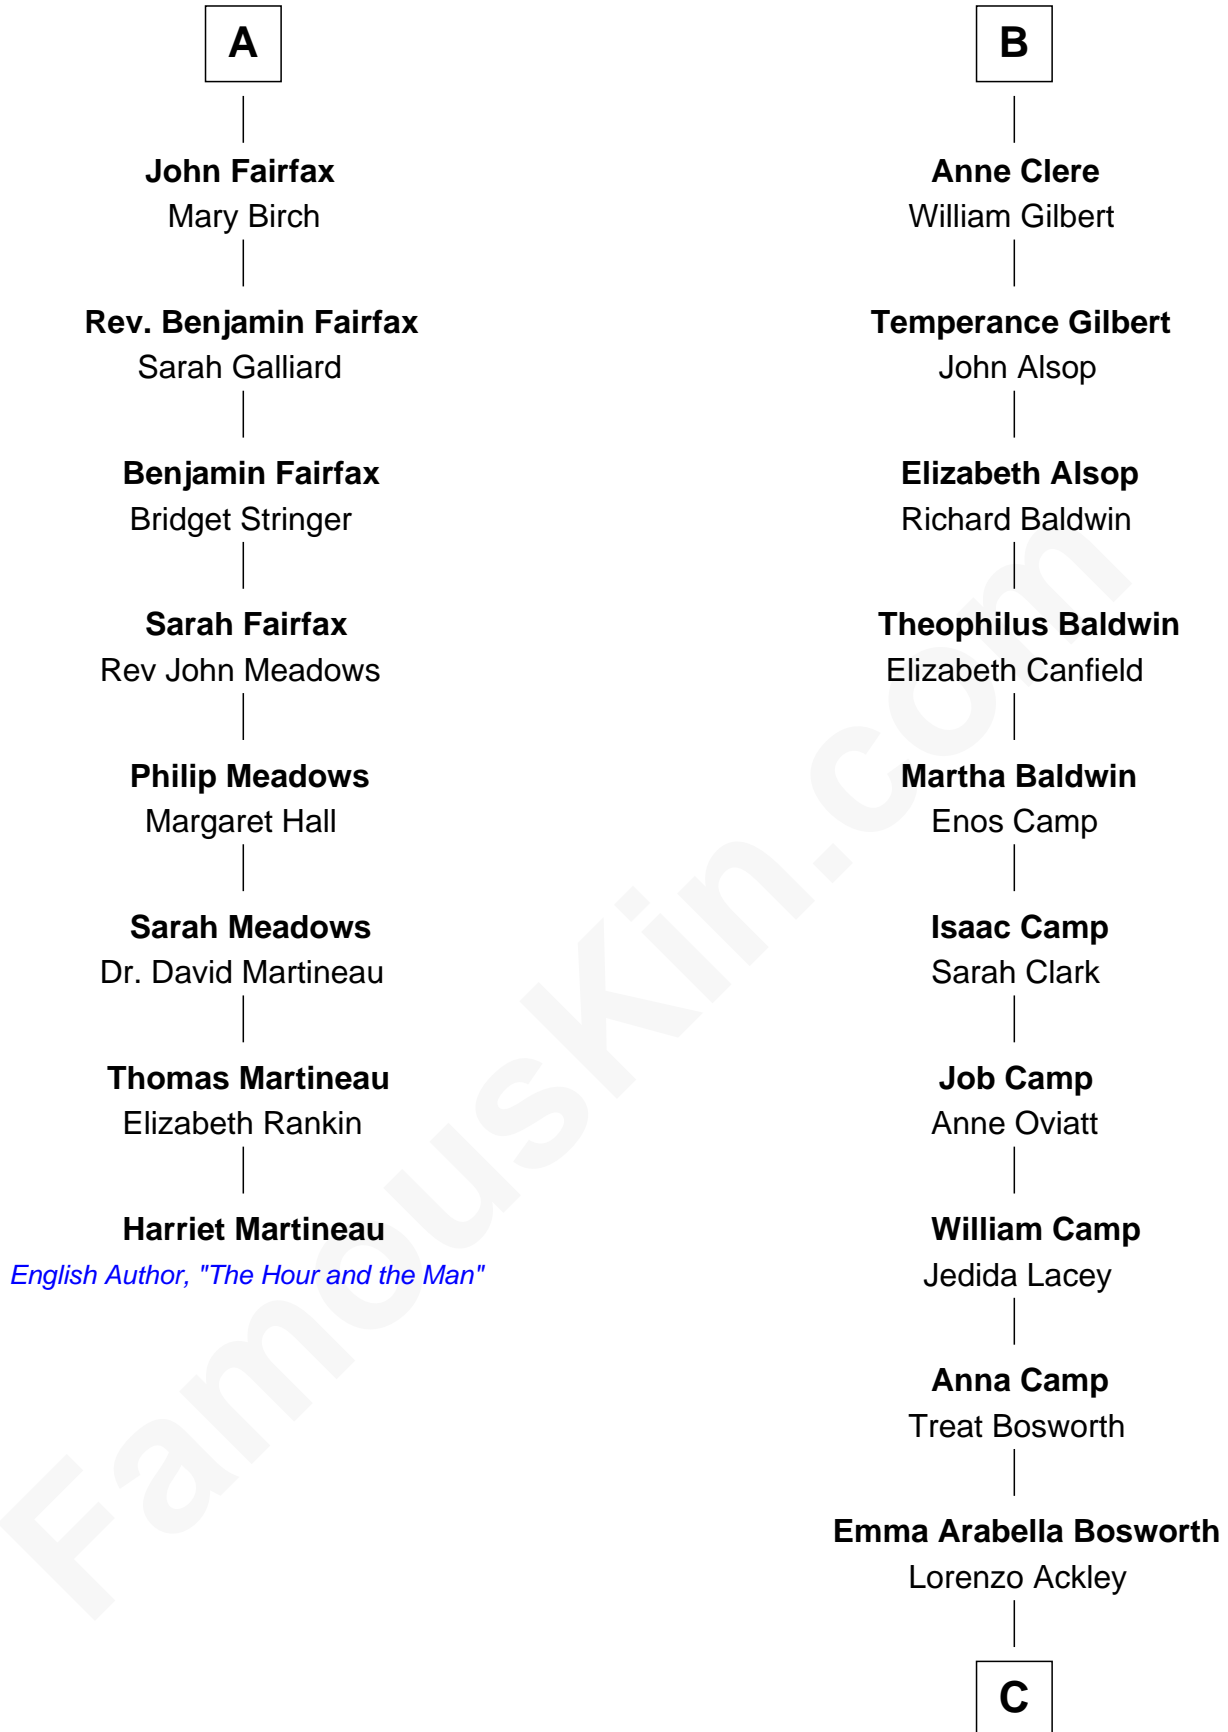 A
John Fairfax
Mary Birch
Rev. Benjamin Fairfax
Sarah Galliard
Benjamin Fairfax
Bridget Stringer
Sarah Fairfax
Rev John Meadows
Philip Meadows
Margaret Hall
Sarah Meadows
Dr. David Martineau
Thomas Martineau
Elizabeth Rankin
Harriet Martineau
English Author, "The Hour and the Man"
B
Anne Clere
William Gilbert
Temperance Gilbert
John Alsop
Elizabeth Alsop
Richard Baldwin
Theophilus Baldwin
Elizabeth Canfield
Martha Baldwin
Enos Camp
Isaac Camp
Sarah Clark
Job Camp
Anne Oviatt
William Camp
Jedida Lacey
Anna Camp
Treat Bosworth
Emma Arabella Bosworth
Lorenzo Ackley
C
FamousKin.com